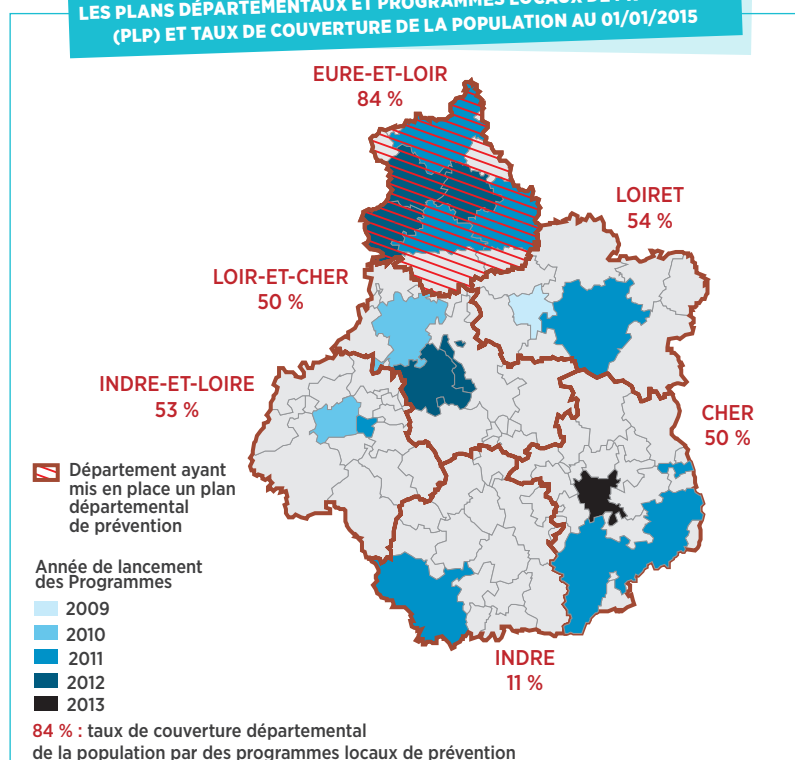 LES PLANS DÉPARTEMENTAUX ET PROGRAMMES LOCAUX DE
(PLP) ET TAUX DE COUVERTURE DE LA POPULATION AU 01/01/2015
EURE-ET-LOIR
84 %
LOIRET
54 %
LOIR-ET-CHER
50 %
INDRE-ET-LOIRE
53 %
CHER
50 %
Département ayant
mis en place un plan
départemental
de prévention
Année de lancement
des Programmes
2009
2010
2011
2012
2013
INDRE
11 %
84 % : taux de couverture départemental
de la population par des programmes locaux de prévention